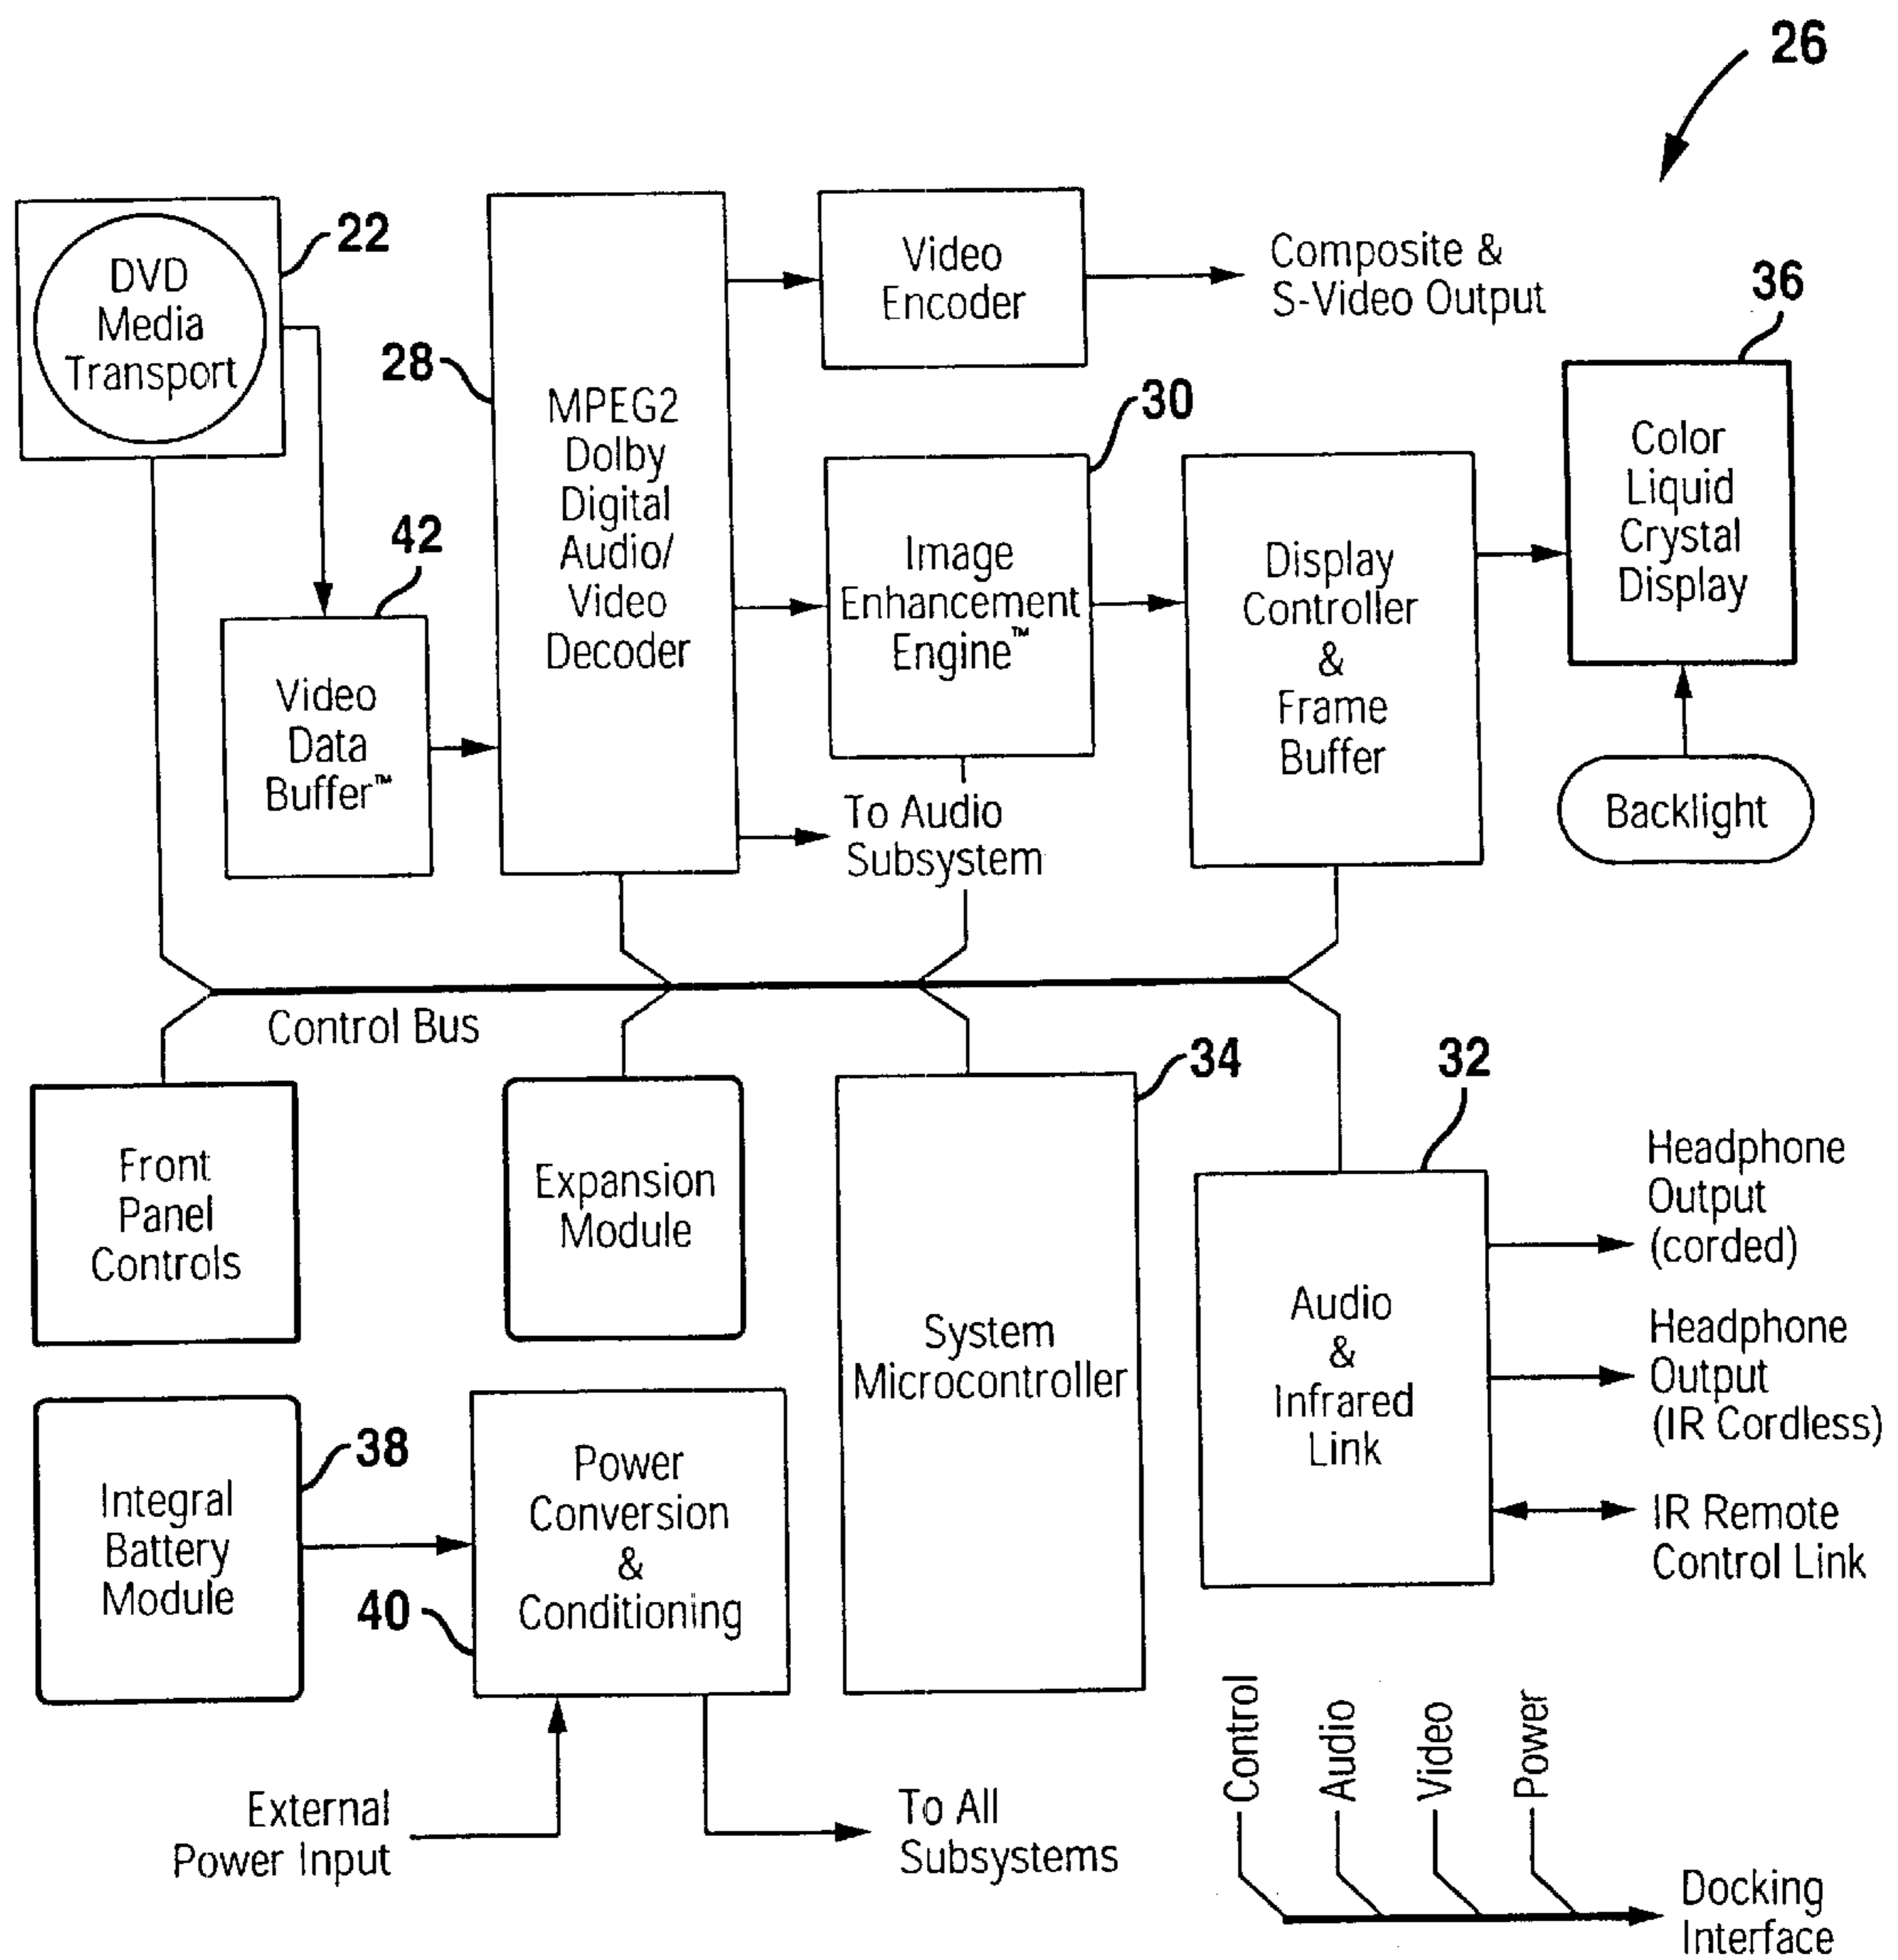 26
DVD
Media
Transport
22
28
MPEG2
Dolby
Digital
Audio/
Video
Decoder
Video
Encoder
Composite &
S-Video Output
36
Color
Liquid
Crystal
Display
30
Image
Enhancement
Engine™
Display
Controller
&
Frame
Buffer
42
Video
Data
Buffer™
To Audio
Subsystem
Backlight
Control Bus
Front
Panel
Controls
Expansion
Module
34
System
Microcontroller
32
Audio
&
Infrared
Link
Headphone
Output
(corded)
Headphone
Output
(IR Cordless)
IR Remote
Control Link
Integral
Battery
Module
38
40
Power
Conversion
&
Conditioning
External
Power Input
To All
Subsystems
Control
Audio
Video
Power
Docking
Interface